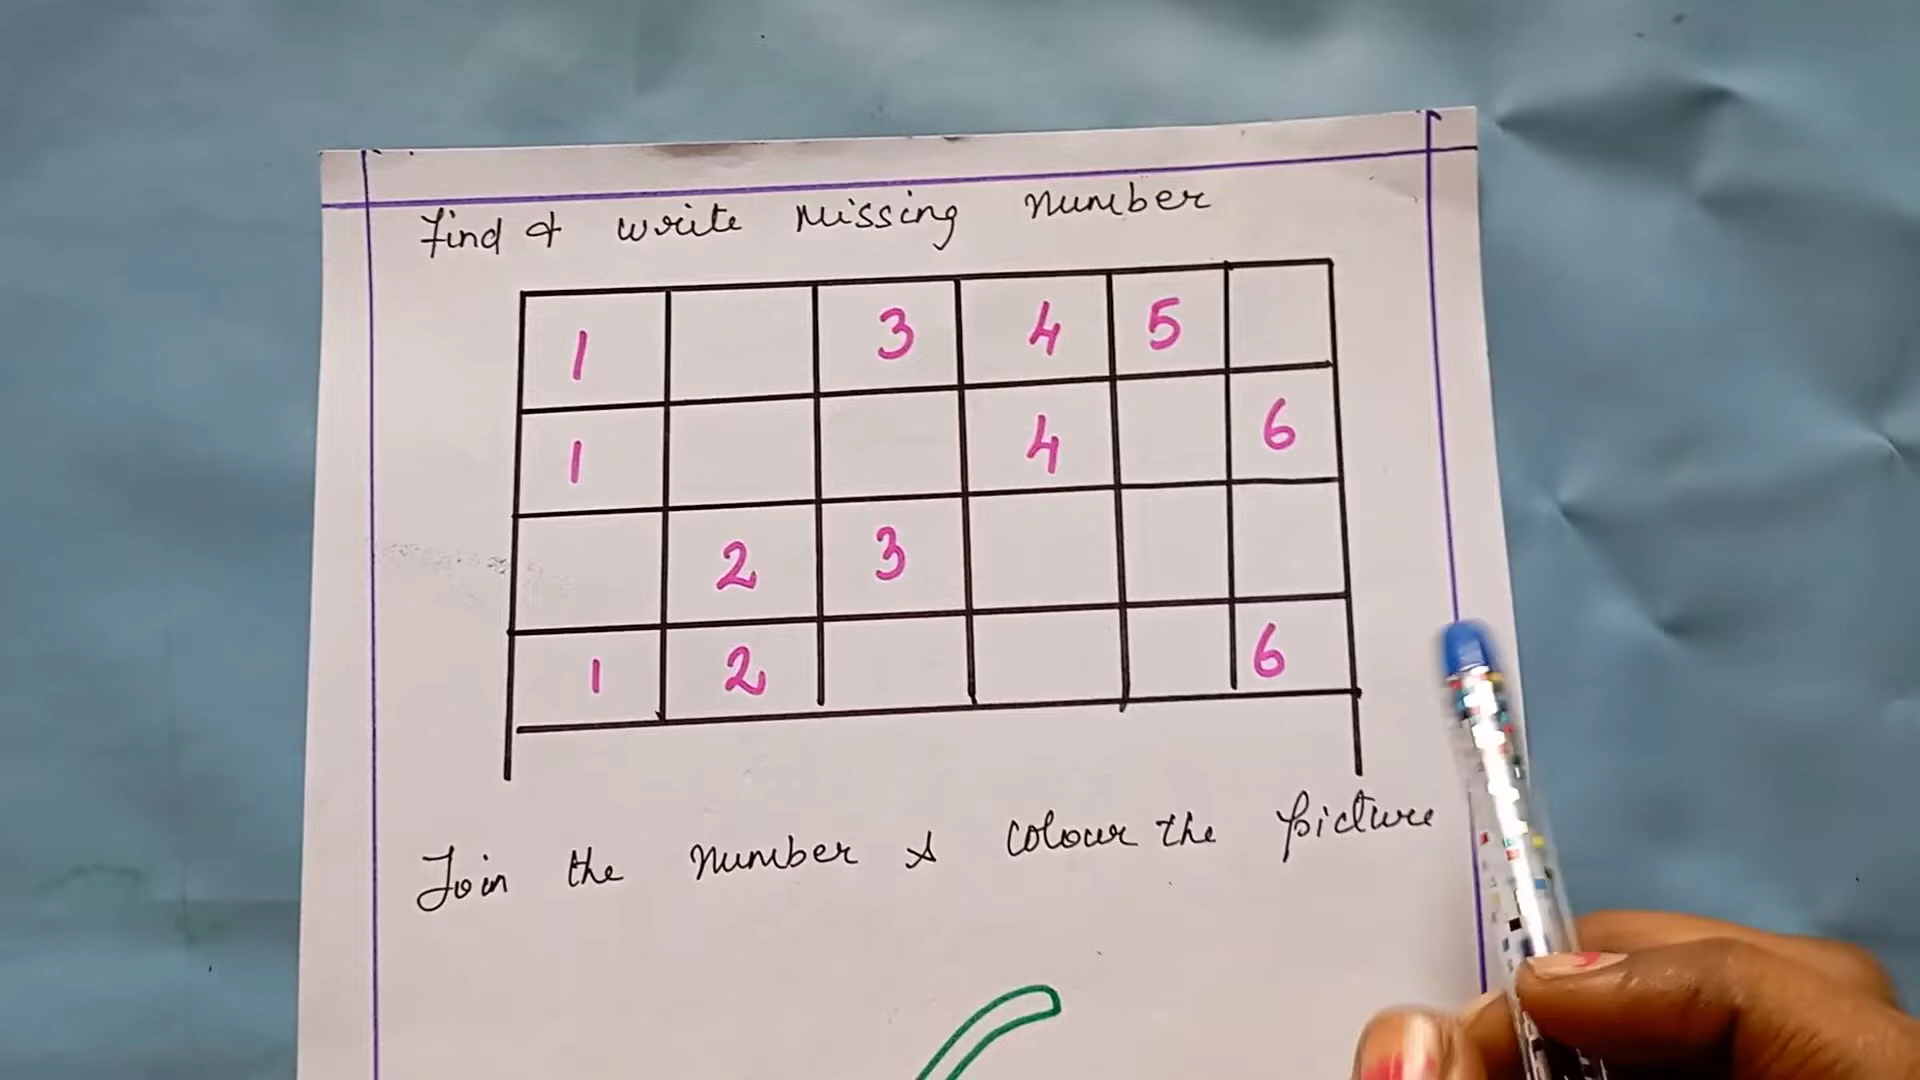 Find & write Missing Number
1 3 4 5
1 4 6
2 3
1 2 6
Join the Number & Colour the picture